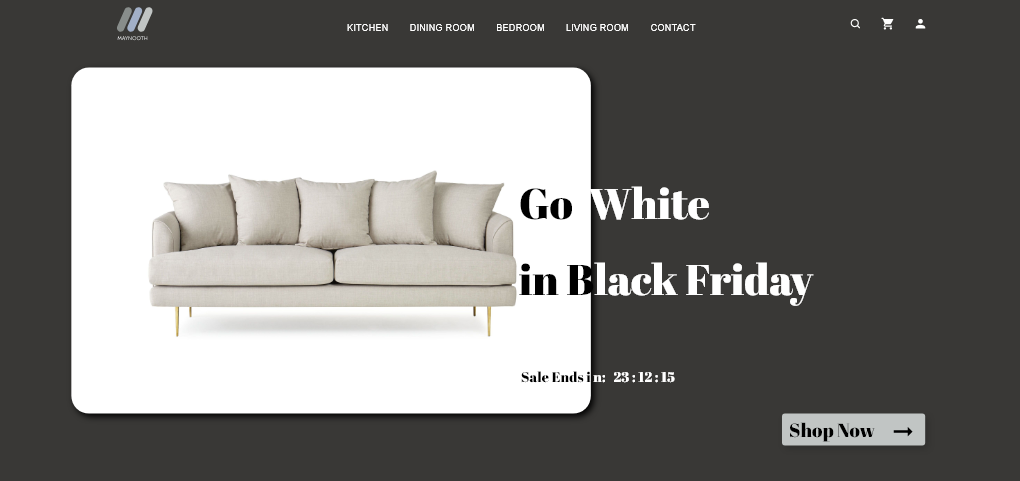 MAYNOOTH
KITCHEN DINING ROOM BEDROOM LIVING ROOM CONTACT
Go White
in Black Friday
Sale Ends in: 23 : 12 : 15
Shop Now